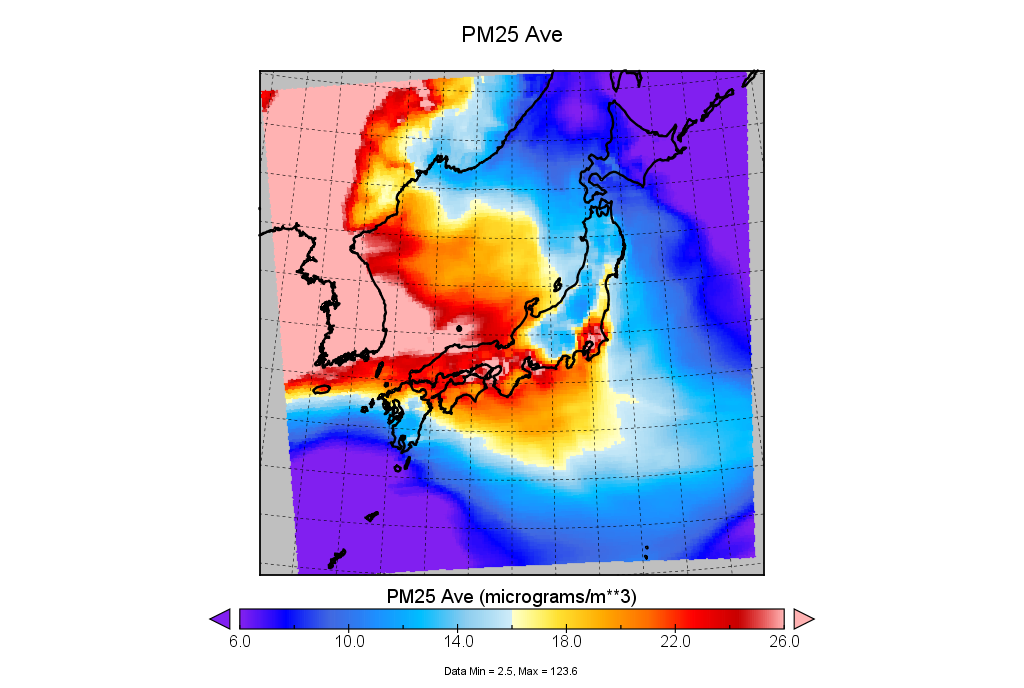 PM25 Ave
PM25 Ave (micrograms/m**3)
6.0 10.0 14.0 18.0 22.0 26.0
Data Min = 2.5, Max = 123.6